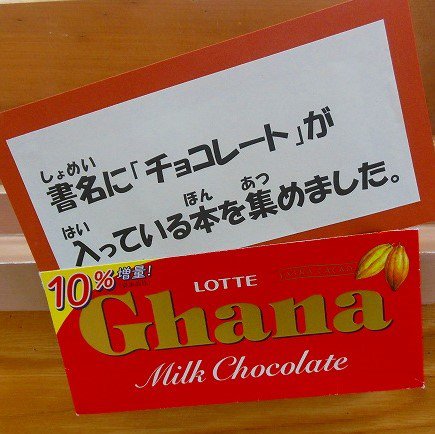 しょめい
書名に「チョコレート」が
はい ほん あつ
入っている本を集めました。
10%増量!
LOTTE
Ghana
Milk Chocolate